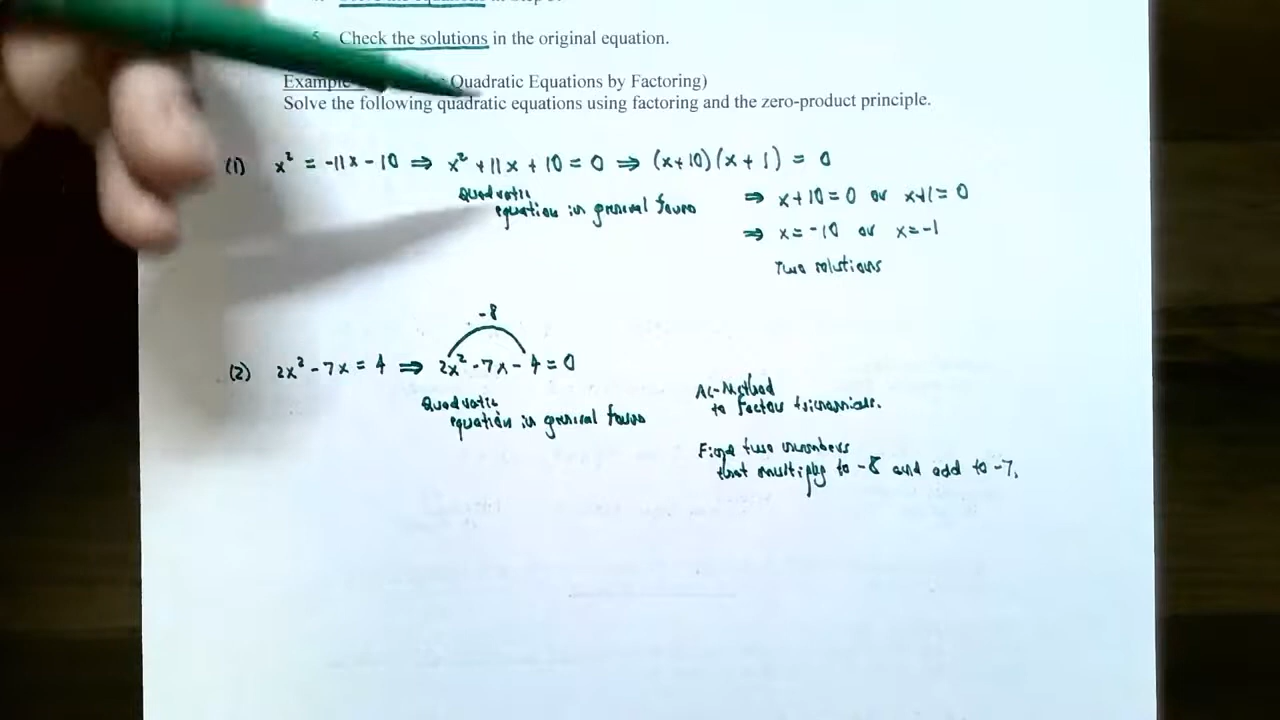 5. Check the solutions in the original equation.
Example Quadratic Equations by Factoring)
Solve the following quadratic equations using factoring and the zero-product principle.
(1) x² = -11x - 10 ⇒ x² + 11x + 10 = 0 ⇒ (x+10)(x+1) = 0
Quadratic
equation in general form
⇒ x+10=0 or x+1=0
⇒ x=-10 or x=-1
Two solutions
-8
(2) 2x² - 7x = 4 ⇒ 2x² - 7x - 4 = 0
Quadratic
equation in general form
AC-Method
to factor trinomials.
Find two numbers
that multiply to -8 and add to -7.